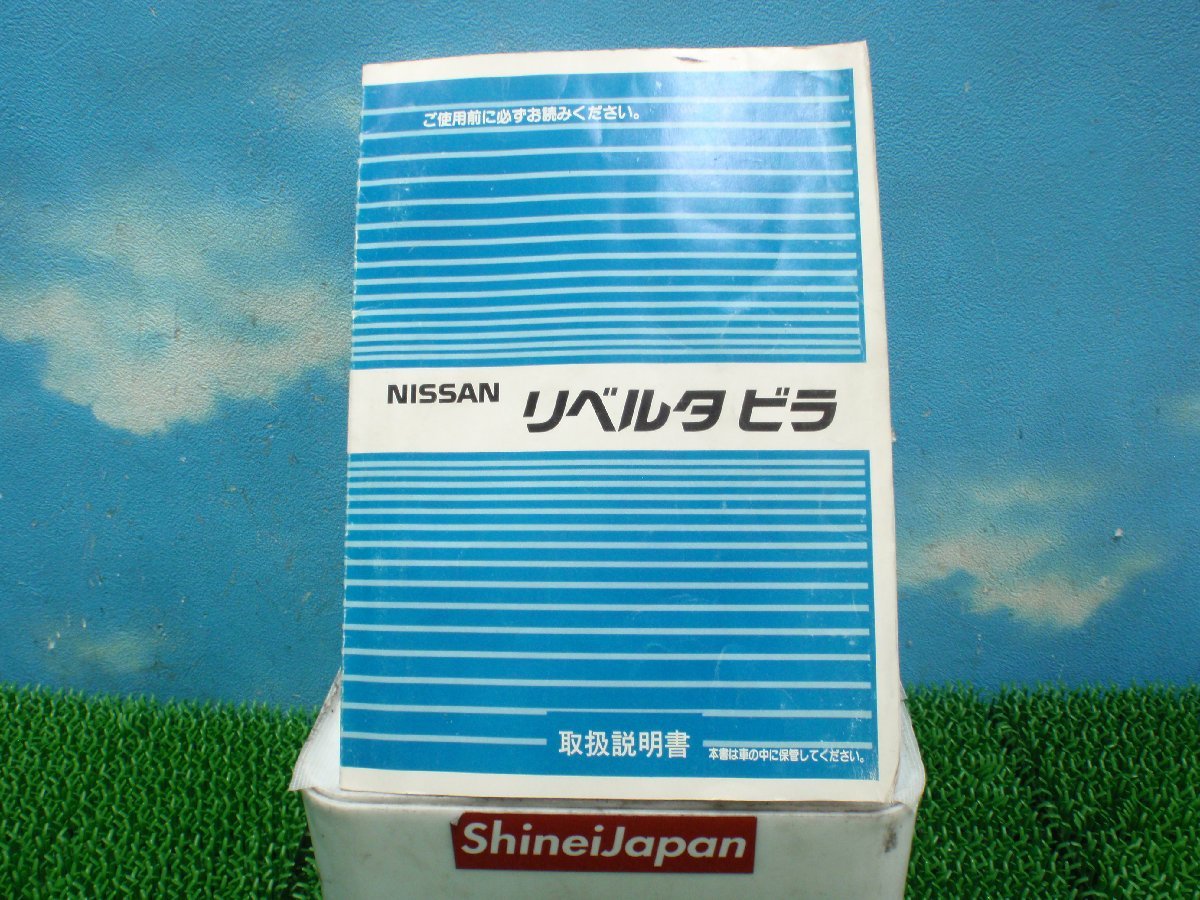 ご使用前に必ずお読みください。
NISSAN リベルタ ビラ
取扱説明書
本書は車の中に保管してください。
ShineiJapan